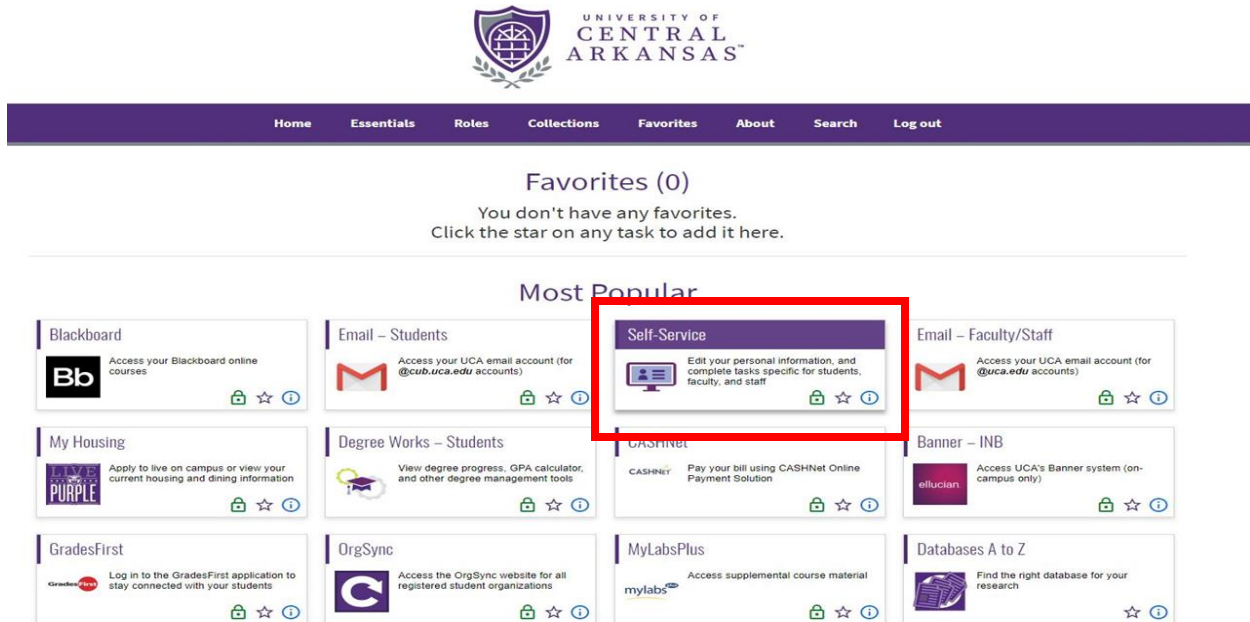 UNIVERSITY OF
CENTRAL
ARKANSAS™
Home Essentials Roles Collections Favorites About Search Log out
Favorites (0)
You don't have any favorites.
Click the star on any task to add it here.
Most Popular
Blackboard
Bb
Access your Blackboard online
courses
Email – Students
Access your UCA email account (for
@cub.uca.edu accounts)
Self-Service
Edit your personal information, and
complete tasks specific for students,
faculty, and staff
Email – Faculty/Staff
Access your UCA email account (for
@uca.edu accounts)
My Housing
LIVE
PURPLE
Apply to live on campus or view your
current housing and dining information
Degree Works – Students
View degree progress, GPA calculator,
and other degree management tools
CASHNet
CASHNet
Pay your bill using CASHNet Online
Payment Solution
Banner – INB
ellucian
Access UCA's Banner system (on-
campus only)
GradesFirst
GradesFirst
Log in to the GradesFirst application to
stay connected with your students
OrgSync
Access the OrgSync website for all
registered student organizations
MyLabsPlus
mylabs
Access supplemental course material
Databases A to Z
Find the right database for your
research